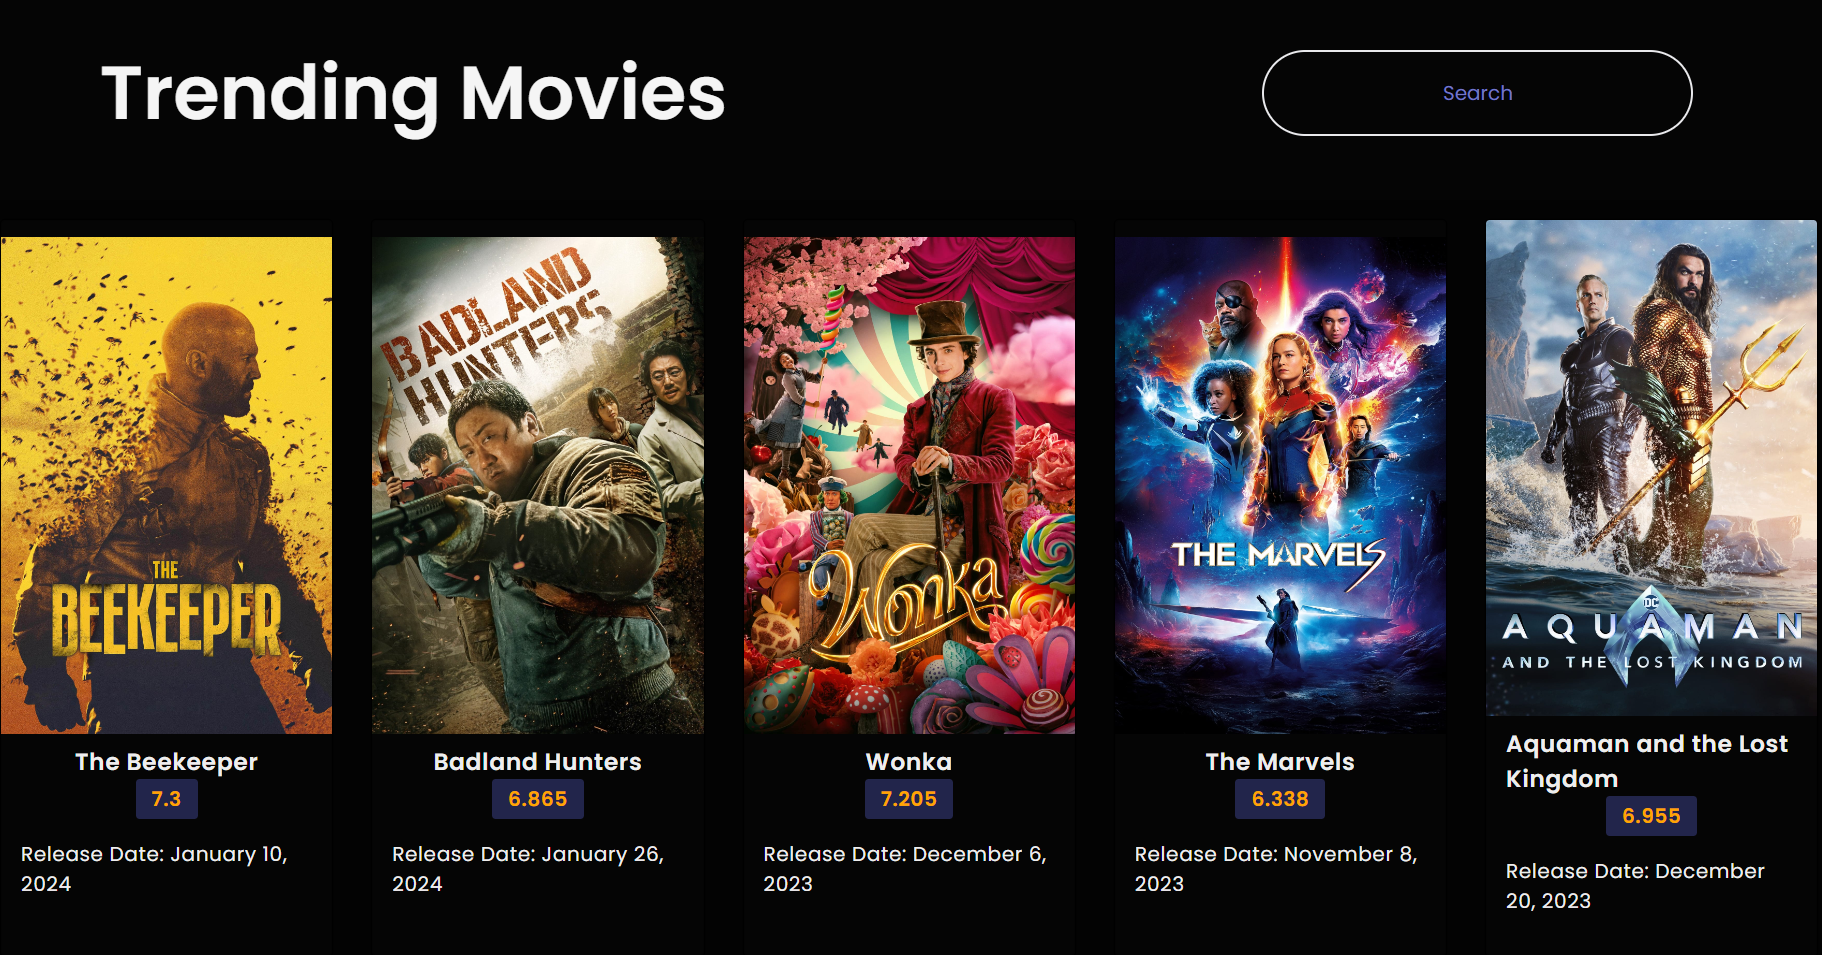 Trending Movies
Search
BADLAND
HUNTERS
THE
BEEKEEPER
Wonka
THE MARVELS
DC
AQUAMAN
AND THE LOST KINGDOM
The Beekeeper
7.3
Release Date: January 10,
2024
Badland Hunters
6.865
Release Date: January 26,
2024
Wonka
7.205
Release Date: December 6,
2023
The Marvels
6.338
Release Date: November 8,
2023
Aquaman and the Lost
Kingdom
6.955
Release Date: December
20, 2023